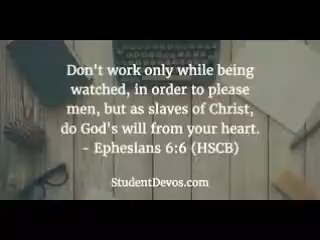 Don't work only while being
watched, in order to please
men, but as slaves of Christ,
do God's will from your heart.
- Ephesians 6:6 (HSCB)
StudentDevos.com